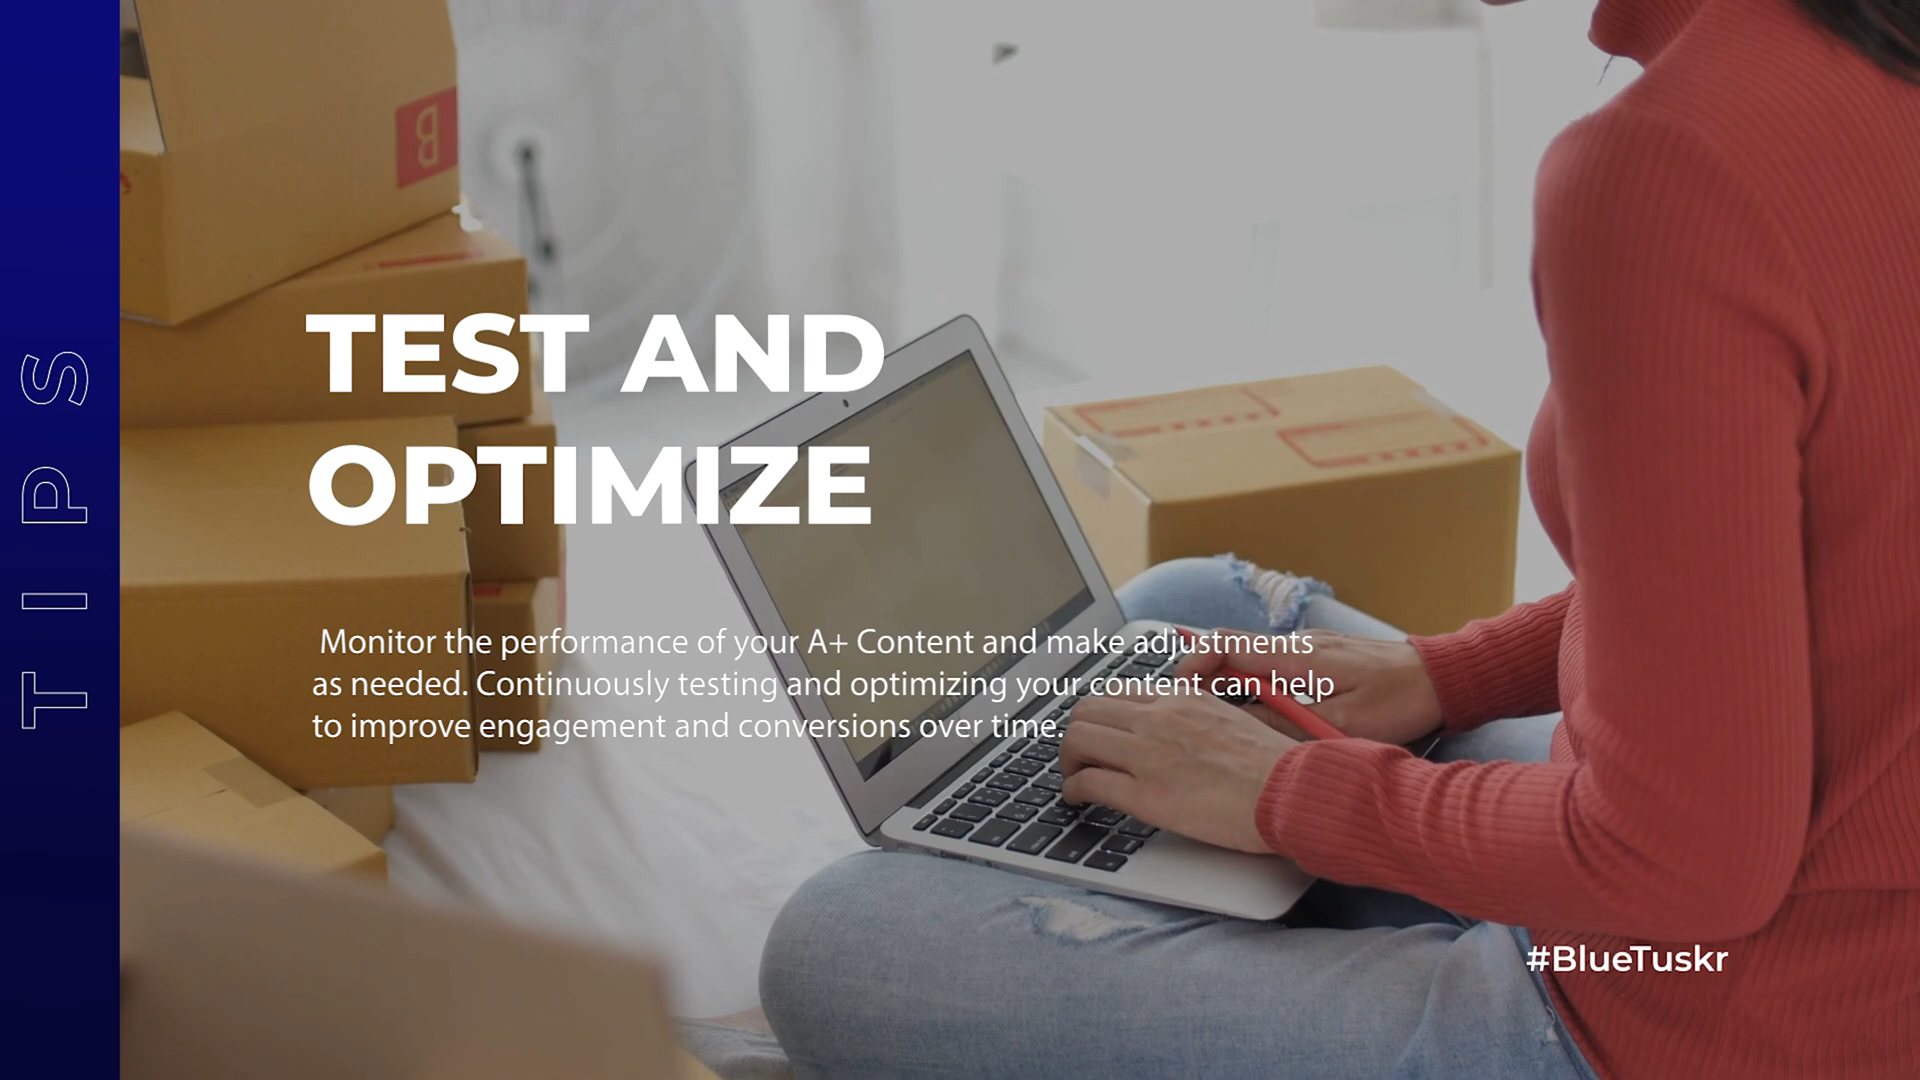 TIPS
TEST AND
OPTIMIZE
Monitor the performance of your A+ Content and make adjustments
as needed. Continuously testing and optimizing your content can help
to improve engagement and conversions over time.
#BlueTuskr
B